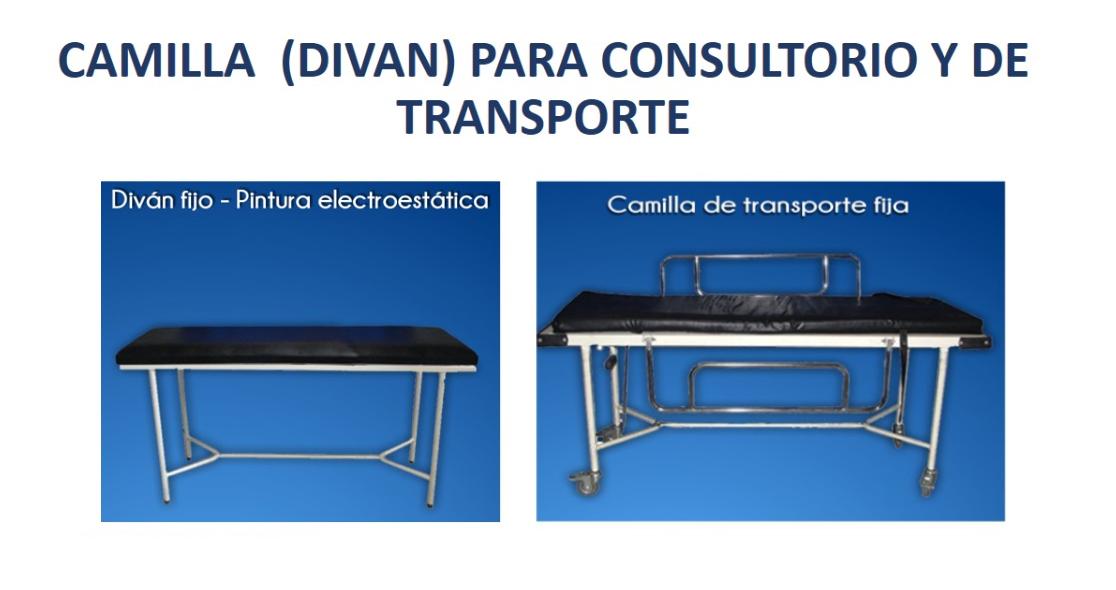 CAMILLA  (DIVAN) PARA CONSULTORIO Y DE
TRANSPORTE
Diván fijo - Pintura electroestática
Camilla de transporte fija